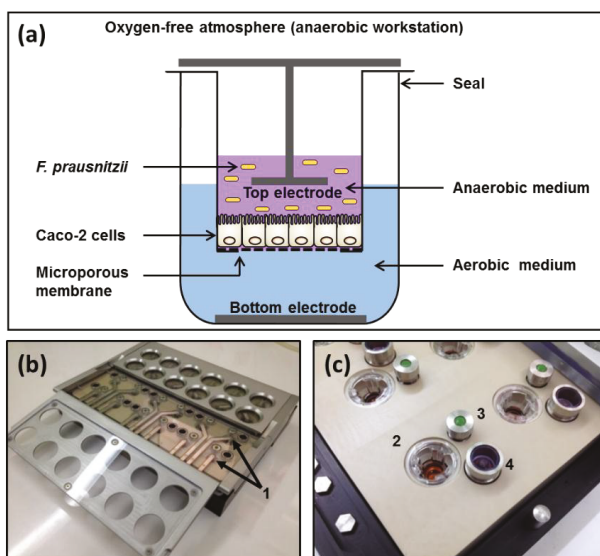 (a)
Oxygen-free atmosphere (anaerobic workstation)
Seal
F. prausnitzii
Top electrode
Anaerobic medium
Caco-2 cells
Microporous
membrane
Aerobic medium
Bottom electrode
(b)
1
(c)
2
3
4